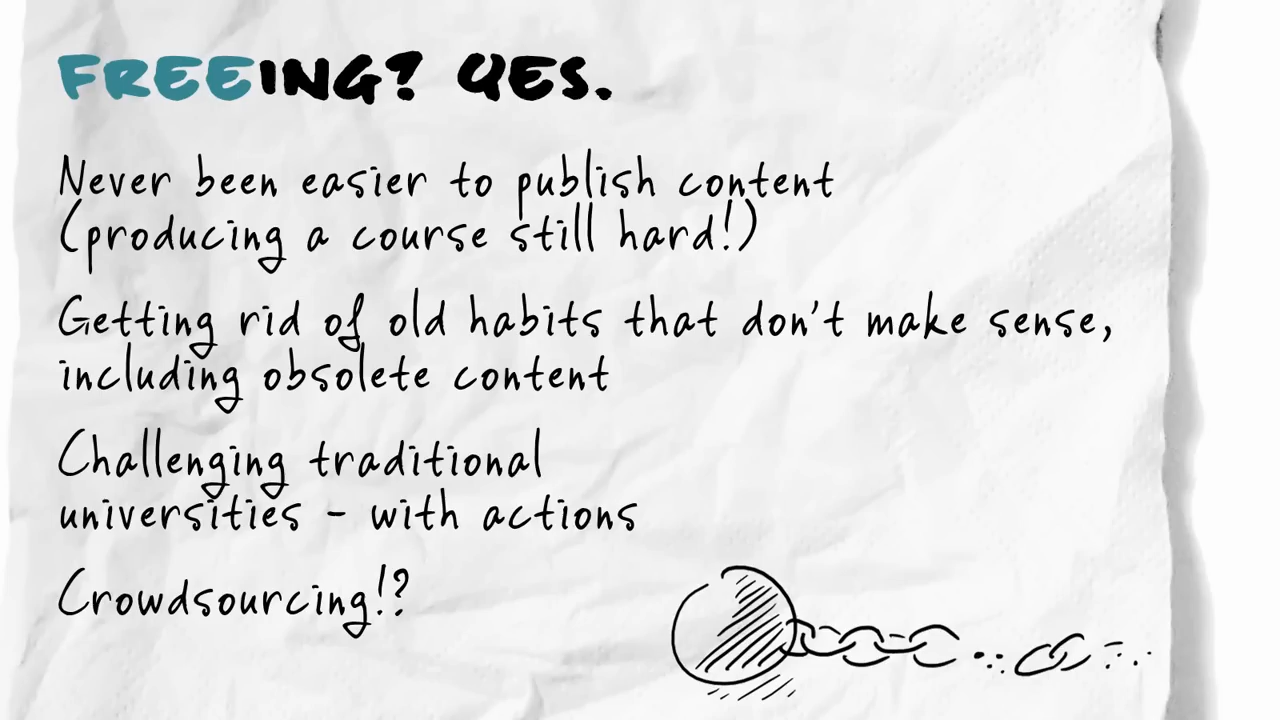 FREEING? YES.
Never been easier to publish content
(producing a course still hard!)
Getting rid of old habits that don't make sense,
including obsolete content
Challenging traditional
universities - with actions
Crowdsourcing!?